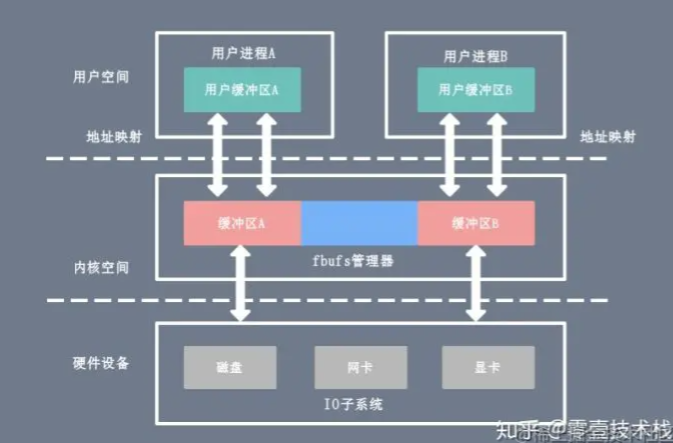 用户进程A
用户进程B
用户空间
用户缓冲区A
用户缓冲区B
地址映射
地址映射
缓冲区A
缓冲区B
fbufs管理器
内核空间
硬件设备
磁盘
网卡
显卡
IO子系统
知乎 @零壹技术栈